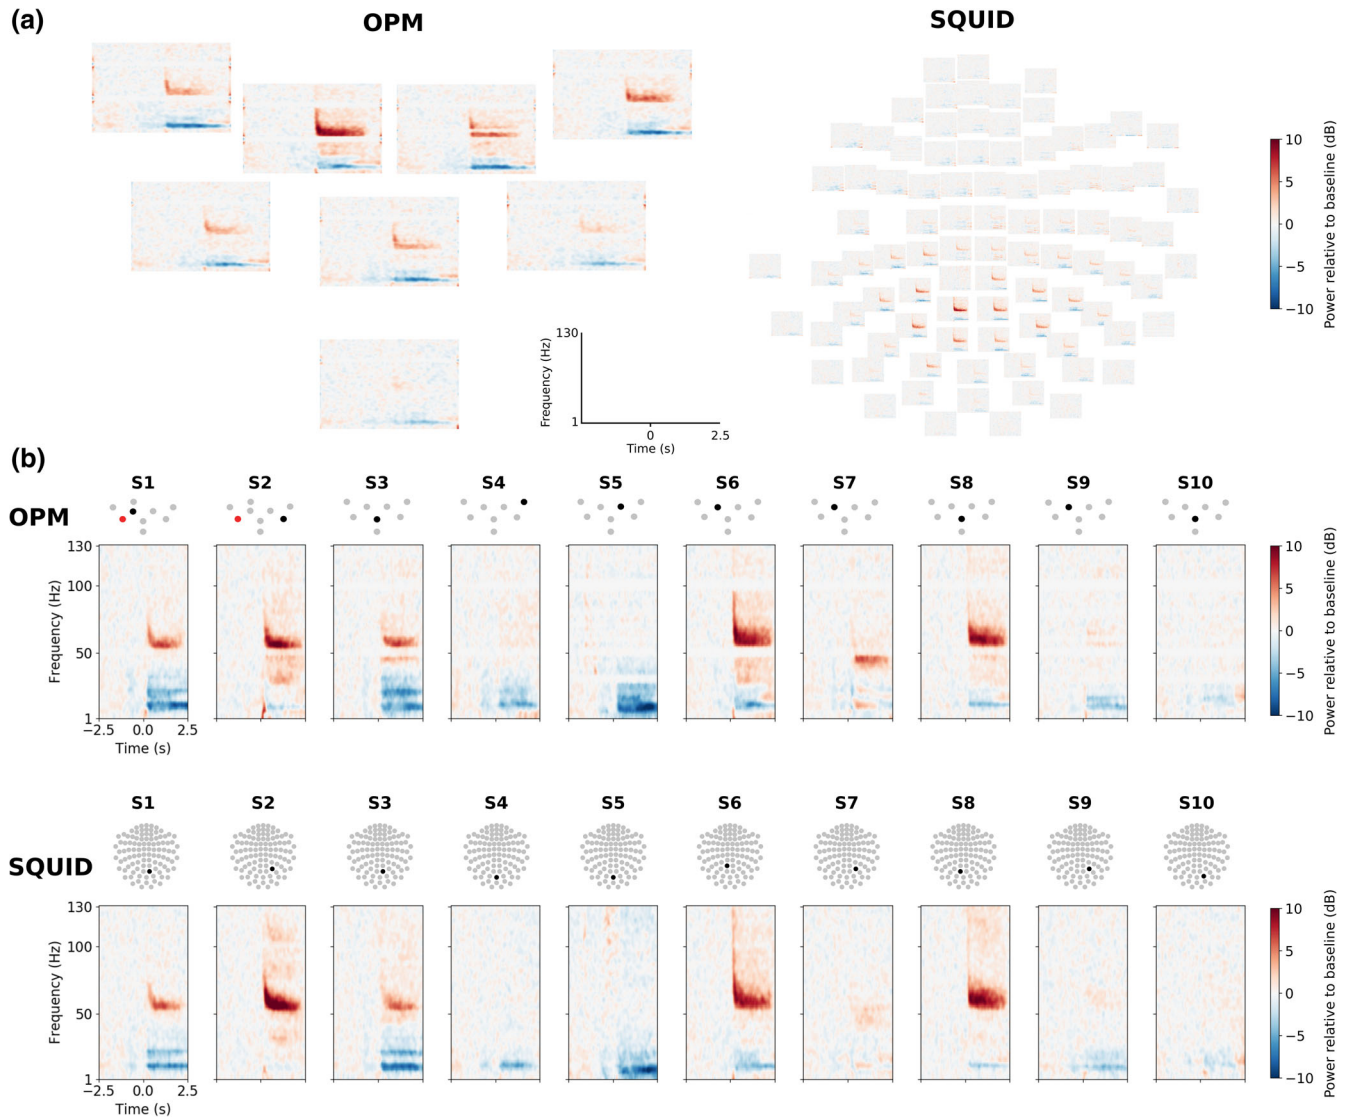 (a)
OPM
SQUID
10
5
0
−5
−10
Power relative to baseline (dB)
130
1
Frequency (Hz)
0
2.5
Time (s)
(b)
S1 S2 S3 S4 S5 S6 S7 S8 S9 S10
OPM
130
100
50
1
Frequency (Hz)
−2.5 0.0 2.5
Time (s)
10
5
0
−5
−10
Power relative to baseline (dB)
S1 S2 S3 S4 S5 S6 S7 S8 S9 S10
SQUID
130
100
50
1
Frequency (Hz)
−2.5 0.0 2.5
Time (s)
10
5
0
−5
−10
Power relative to baseline (dB)